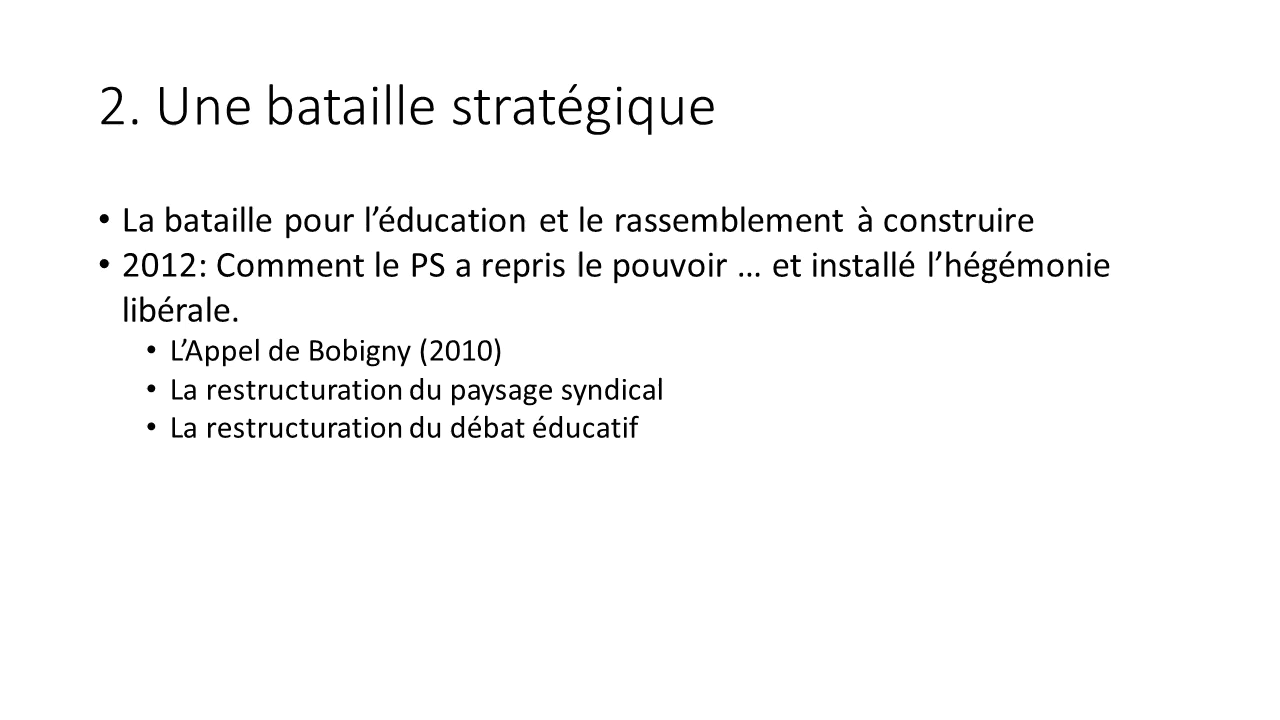 2. Une bataille stratégique
• La bataille pour l’éducation et le rassemblement à construire
• 2012: Comment le PS a repris le pouvoir … et installé l’hégémonie
libérale.
• L’Appel de Bobigny (2010)
• La restructuration du paysage syndical
• La restructuration du débat éducatif